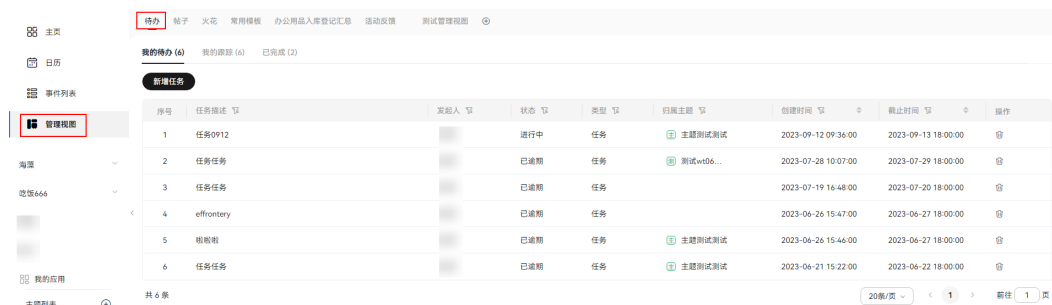 主页
日历
事件列表
管理视图
海藻
吃饭666
我的应用
主题列表
待办 帖子 火花 常用模板 办公用品入库登记汇总 活动反馈 测试管理视图
我的待办 (6) 我的跟踪 (6) 已完成 (2)
新增任务
序号 任务描述 发起人 状态 类型 归属主题 创建时间 截止时间 操作
1 任务0912 进行中 任务 主 主题测试测试 2023-09-12 09:36:00 2023-09-13 18:00:00
2 任务任务 已逾期 任务 测 测试wt06... 2023-07-28 10:07:00 2023-07-29 18:00:00
3 任务任务 已逾期 任务 2023-07-19 16:48:00 2023-07-20 18:00:00
4 effrontery 已逾期 任务 2023-06-26 15:47:00 2023-06-27 18:00:00
5 啦啦啦 已逾期 任务 主 主题测试测试 2023-06-26 15:46:00 2023-06-27 18:00:00
6 任务任务 已逾期 任务 主 主题测试测试 2023-06-21 15:22:00 2023-06-22 18:00:00
共 6 条 20条/页 1 前往 1 页